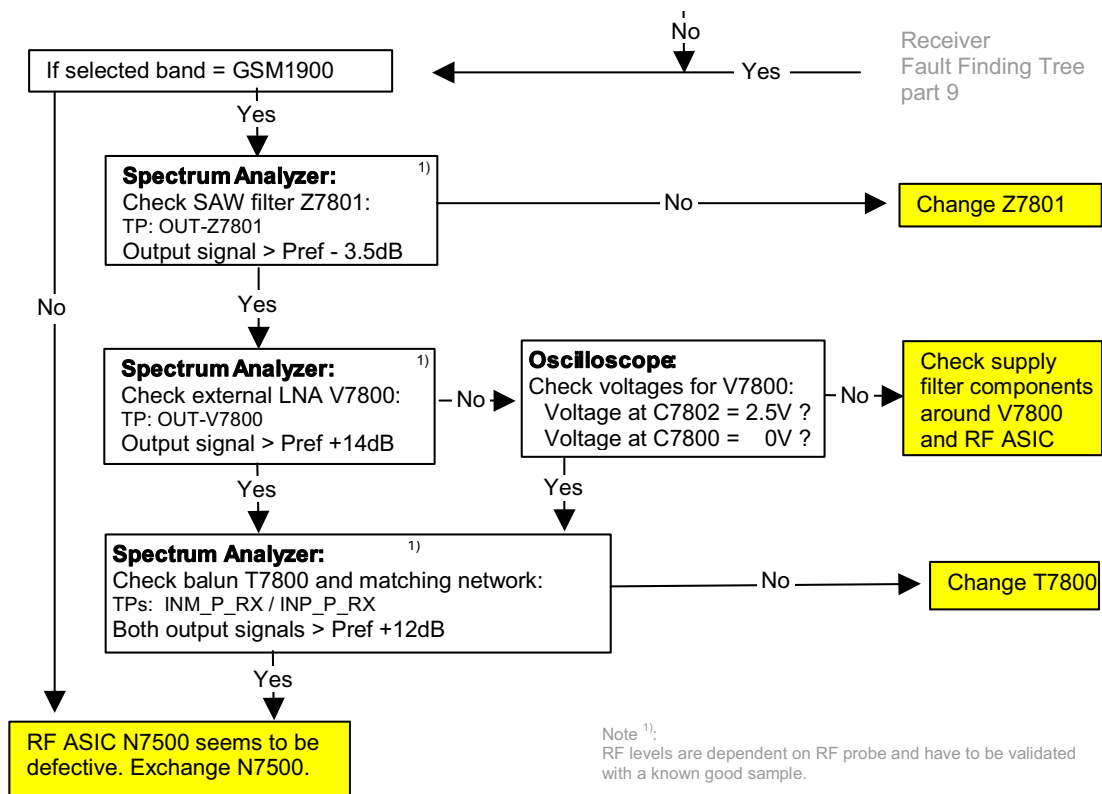 No
Receiver
Fault Finding Tree
part 9
If selected band = GSM1900
Yes
Yes
Spectrum Analyzer: 1)
Check SAW filter Z7801:
TP: OUT-Z7801
Output signal > Pref - 3.5dB
No
Change Z7801
No
Yes
Spectrum Analyzer: 1)
Check external LNA V7800:
TP: OUT-V7800
Output signal > Pref +14dB
No
Oscilloscope:
Check voltages for V7800:
Voltage at C7802 = 2.5V ?
Voltage at C7800 = 0V ?
No
Check supply
filter components
around V7800
and RF ASIC
Yes
Yes
Spectrum Analyzer: 1)
Check balun T7800 and matching network:
TPs: INM_P_RX / INP_P_RX
Both output signals > Pref +12dB
No
Change T7800
Yes
RF ASIC N7500 seems to be
defective. Exchange N7500.
Note 1):
RF levels are dependent on RF probe and have to be validated
with a known good sample.